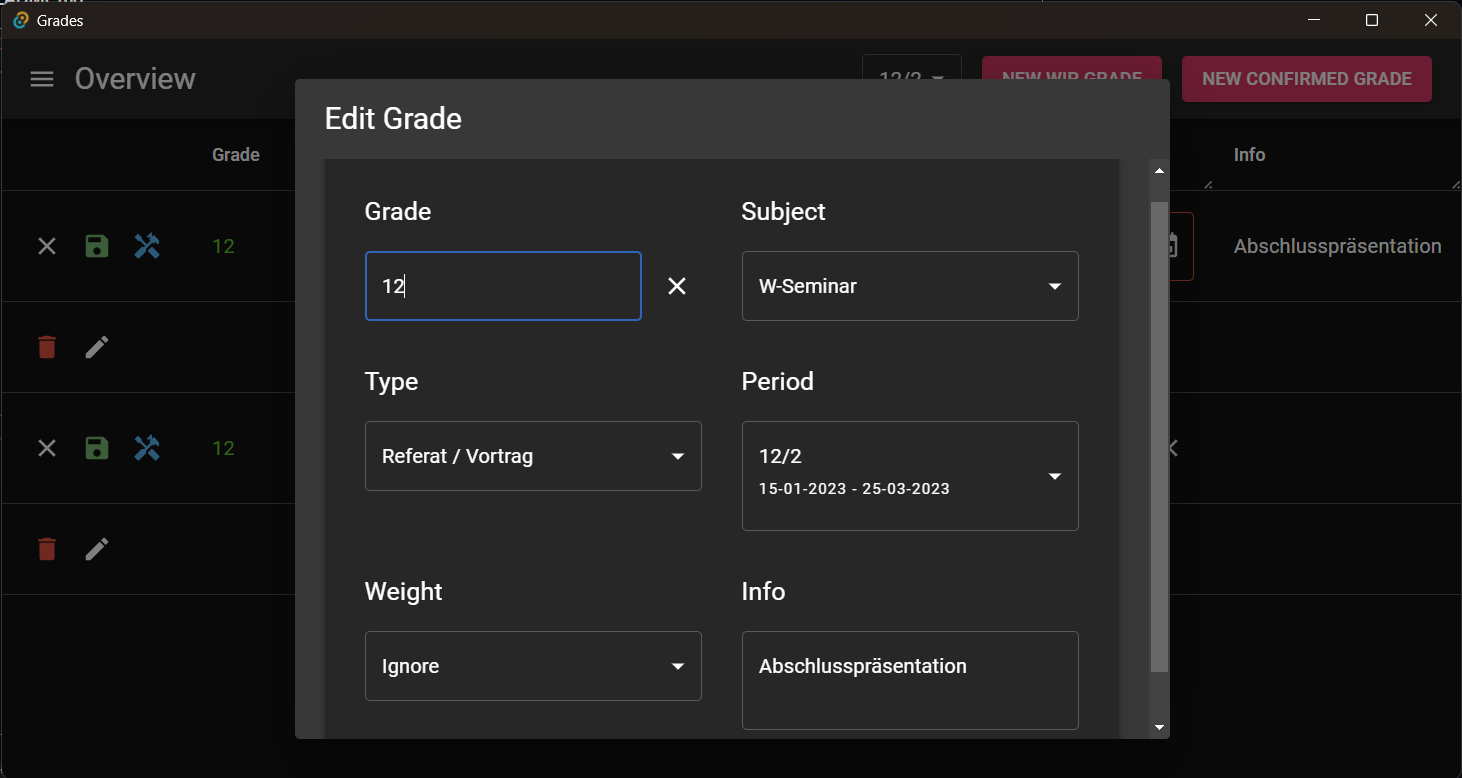 Grades
Overview
12/2
NEW WIP GRADE
NEW CONFIRMED GRADE
Edit Grade
Grade
Info
Grade
Subject
12
Abschlusspräsentation
12
W-Seminar
Type
Period
Referat / Vortrag
12/2
15-01-2023 - 25-03-2023
12
Weight
Info
Ignore
Abschlusspräsentation